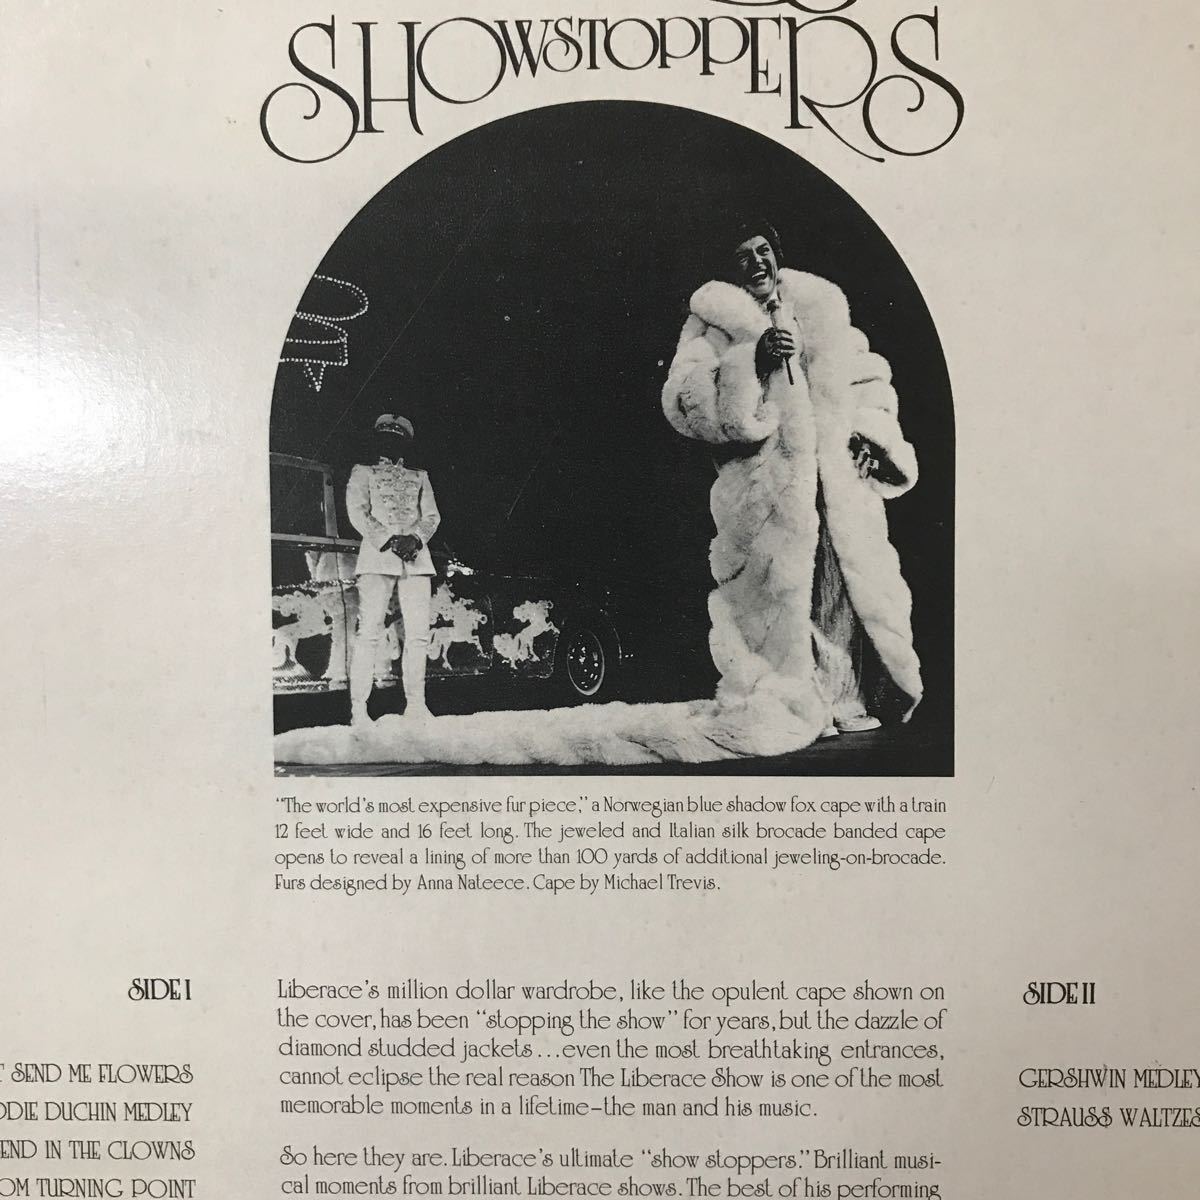 SHOWSTOPPERS
"The world's most expensive fur piece," a Norwegian blue shadow fox cape with a train
12 feet wide and 16 feet long. The jeweled and Italian silk brocade banded cape
opens to reveal a lining of more than 100 yards of additional jeweling-on-brocade.
Furs designed by Anna Nateece. Cape by Michael Trevis.
SIDE I
SEND ME FLOWERS
DUCHIN MEDLEY
IN THE CLOWNS
TURNING POINT
Liberace's million dollar wardrobe, like the opulent cape shown on
the cover, has been "stopping the show" for years, but the dazzle of
diamond studded jackets...even the most breathtaking entrances,
cannot eclipse the real reason The Liberace Show is one of the most
memorable moments in a lifetime–the man and his music.
So here they are. Liberace's ultimate "show stoppers." Brilliant musi-
cal moments from brilliant Liberace shows. The best of his performing
SIDE II
GERSHWIN MEDLEY
STRAUSS WALTZES